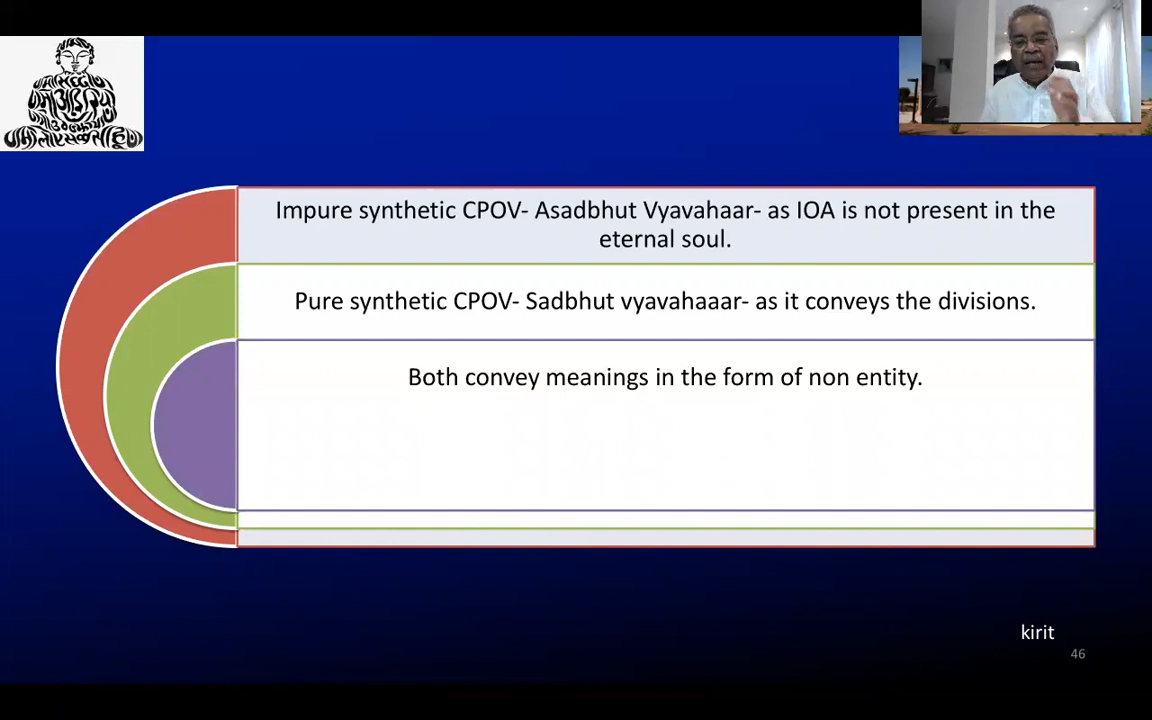 Impure synthetic CPOV- Asadbhut Vyavahaar- as IOA is not present in the
eternal soul.
Pure synthetic CPOV- Sadbhut vyavahaaar- as it conveys the divisions.
Both convey meanings in the form of non entity.
kirit
46